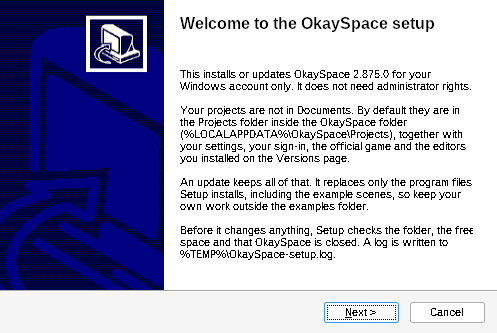 Welcome to the OkaySpace setup
This installs or updates OkaySpace 2.875.0 for your
Windows account only. It does not need administrator rights.
Your projects are not in Documents. By default they are in
the Projects folder inside the OkaySpace folder
(%LOCALAPPDATA%\OkaySpace\Projects), together with
your settings, your sign-in, the official game and the editors
you installed on the Versions page.
An update keeps all of that. It replaces only the program files
Setup installs, including the example scenes, so keep your
own work outside the examples folder.
Before it changes anything, Setup checks the folder, the free
space and that OkaySpace is closed. A log is written to
%TEMP%\OkaySpace-setup.log.
Next >
Cancel